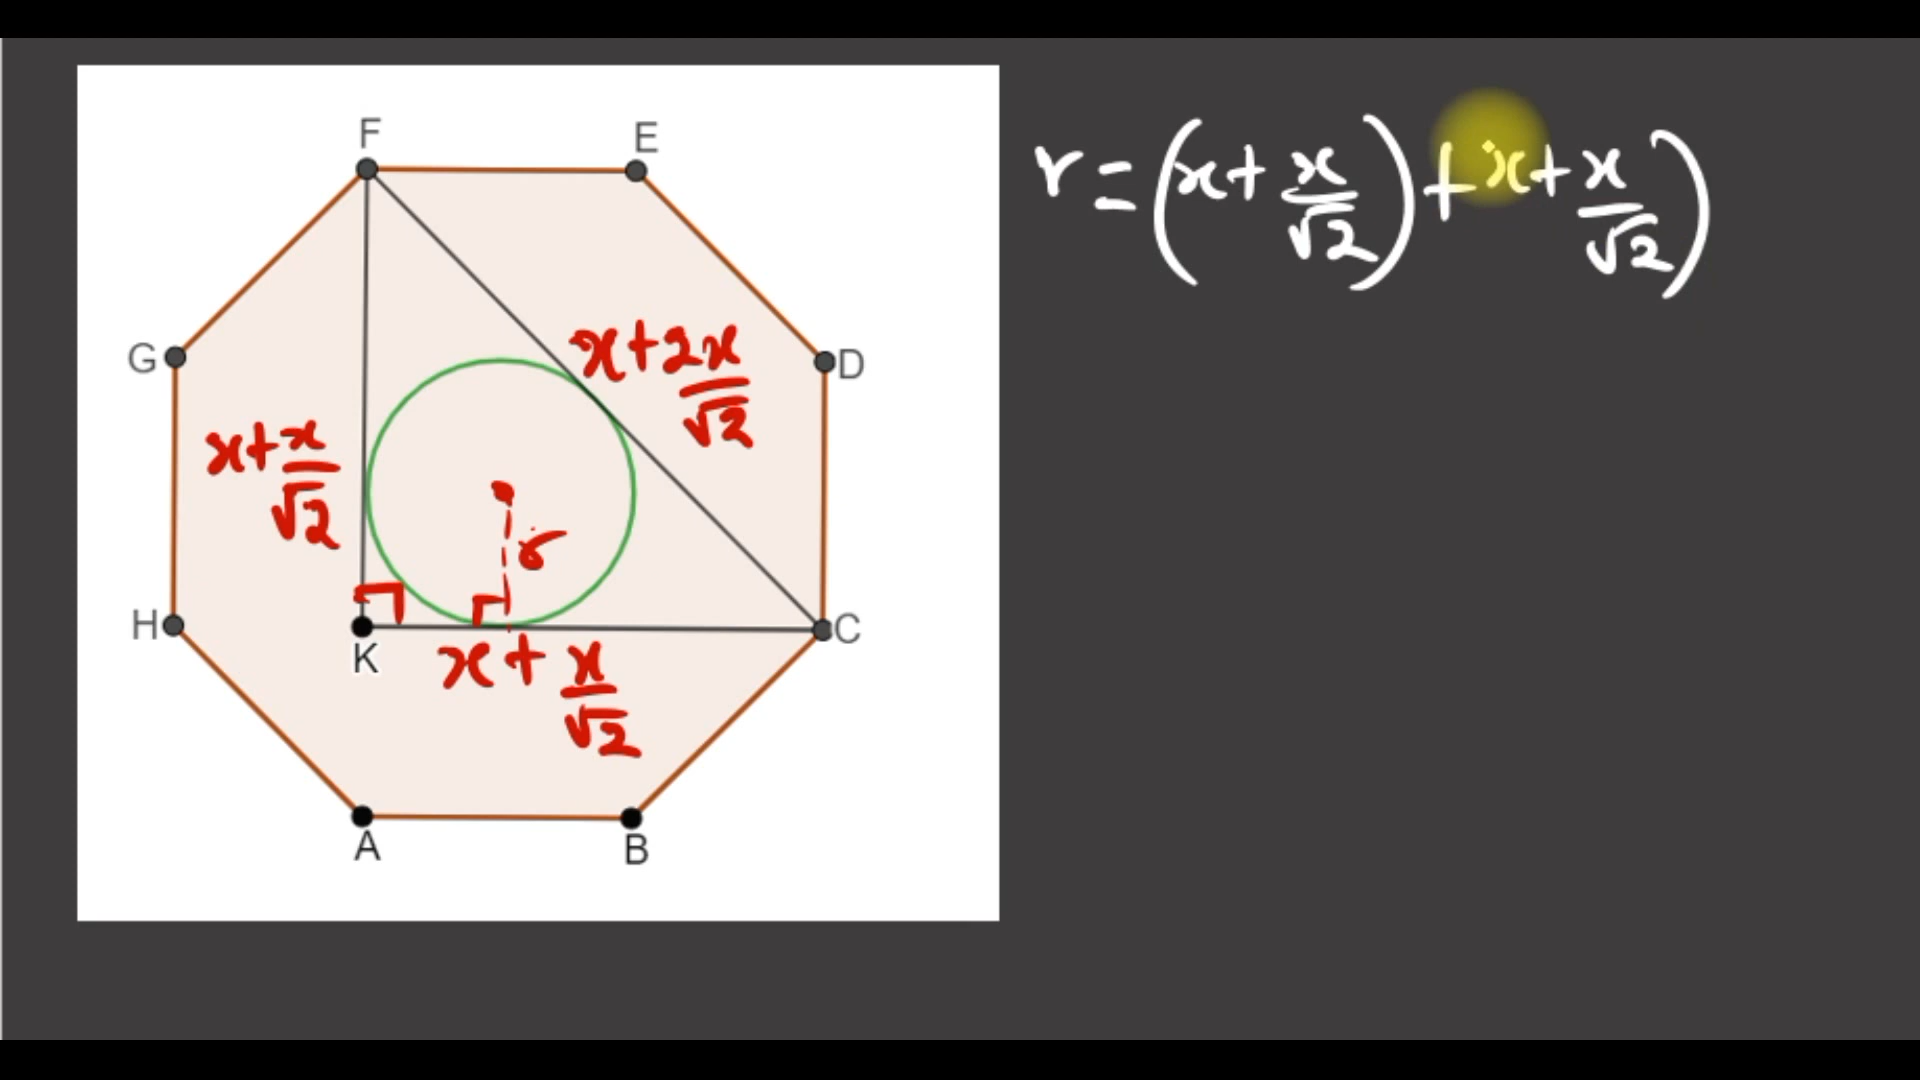 F E
r = (x + x/√2) + x + x/√2)
x + 2x/√2
G D
x + x/√2
r
H C
K
x + x/√2
A B